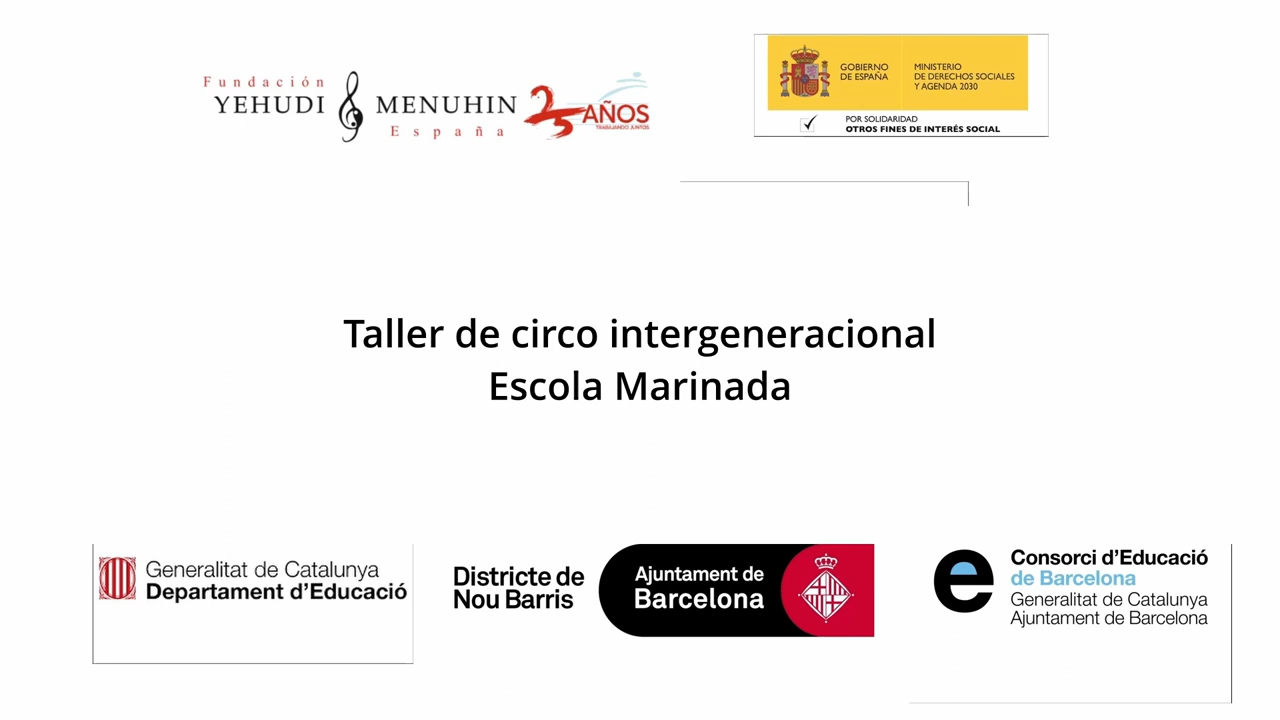 Fundación
YEHUDI MENUHIN
España
25 AÑOS
TRABAJANDO JUNTOS
GOBIERNO
DE ESPAÑA
MINISTERIO
DE DERECHOS SOCIALES
Y AGENDA 2030
POR SOLIDARIDAD
OTROS FINES DE INTERÉS SOCIAL
Taller de circo intergeneracional
Escola Marinada
Generalitat de Catalunya
Departament d'Educació
Districte de
Nou Barris
Ajuntament de
Barcelona
e
Consorci d'Educació
de Barcelona
Generalitat de Catalunya
Ajuntament de Barcelona